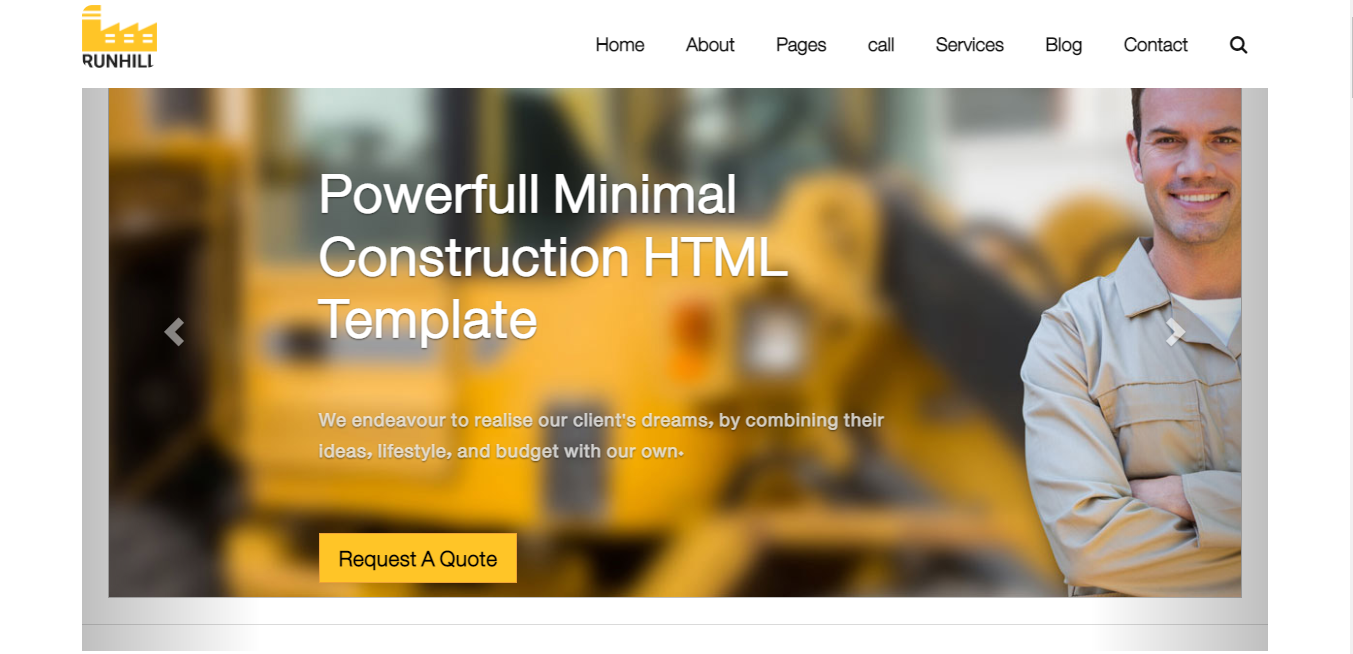 RUNHILL
Home About Pages call Services Blog Contact
Powerfull Minimal
Construction HTML
Template
We endeavour to realise our client's dreams, by combining their
ideas, lifestyle, and budget with our own.
Request A Quote